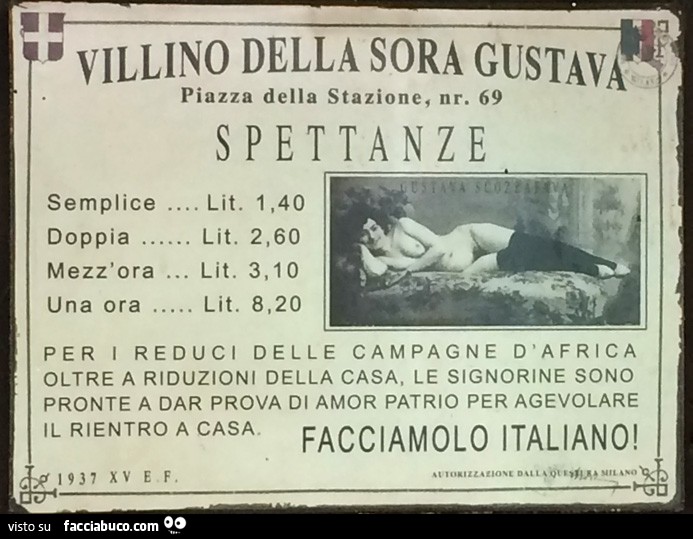 VILLINO DELLA SORA GUSTAVA
Piazza della Stazione, nr. 69
SPETTANZE
Semplice .... Lit. 1,40
Doppia ...... Lit. 2,60
Mezz'ora ... Lit. 3,10
Una ora ..... Lit. 8,20
GUSTAVA
PER I REDUCI DELLE CAMPAGNE D'AFRICA
OLTRE A RIDUZIONI DELLA CASA, LE SIGNORINE SONO
PRONTE A DAR PROVA DI AMOR PATRIO PER AGEVOLARE
IL RIENTRO A CASA.
FACCIAMOLO ITALIANO!
1937 XV E.F.
AUTORIZZAZIONE DALLA QUESTURA MILANO
visto su facciabuco.com